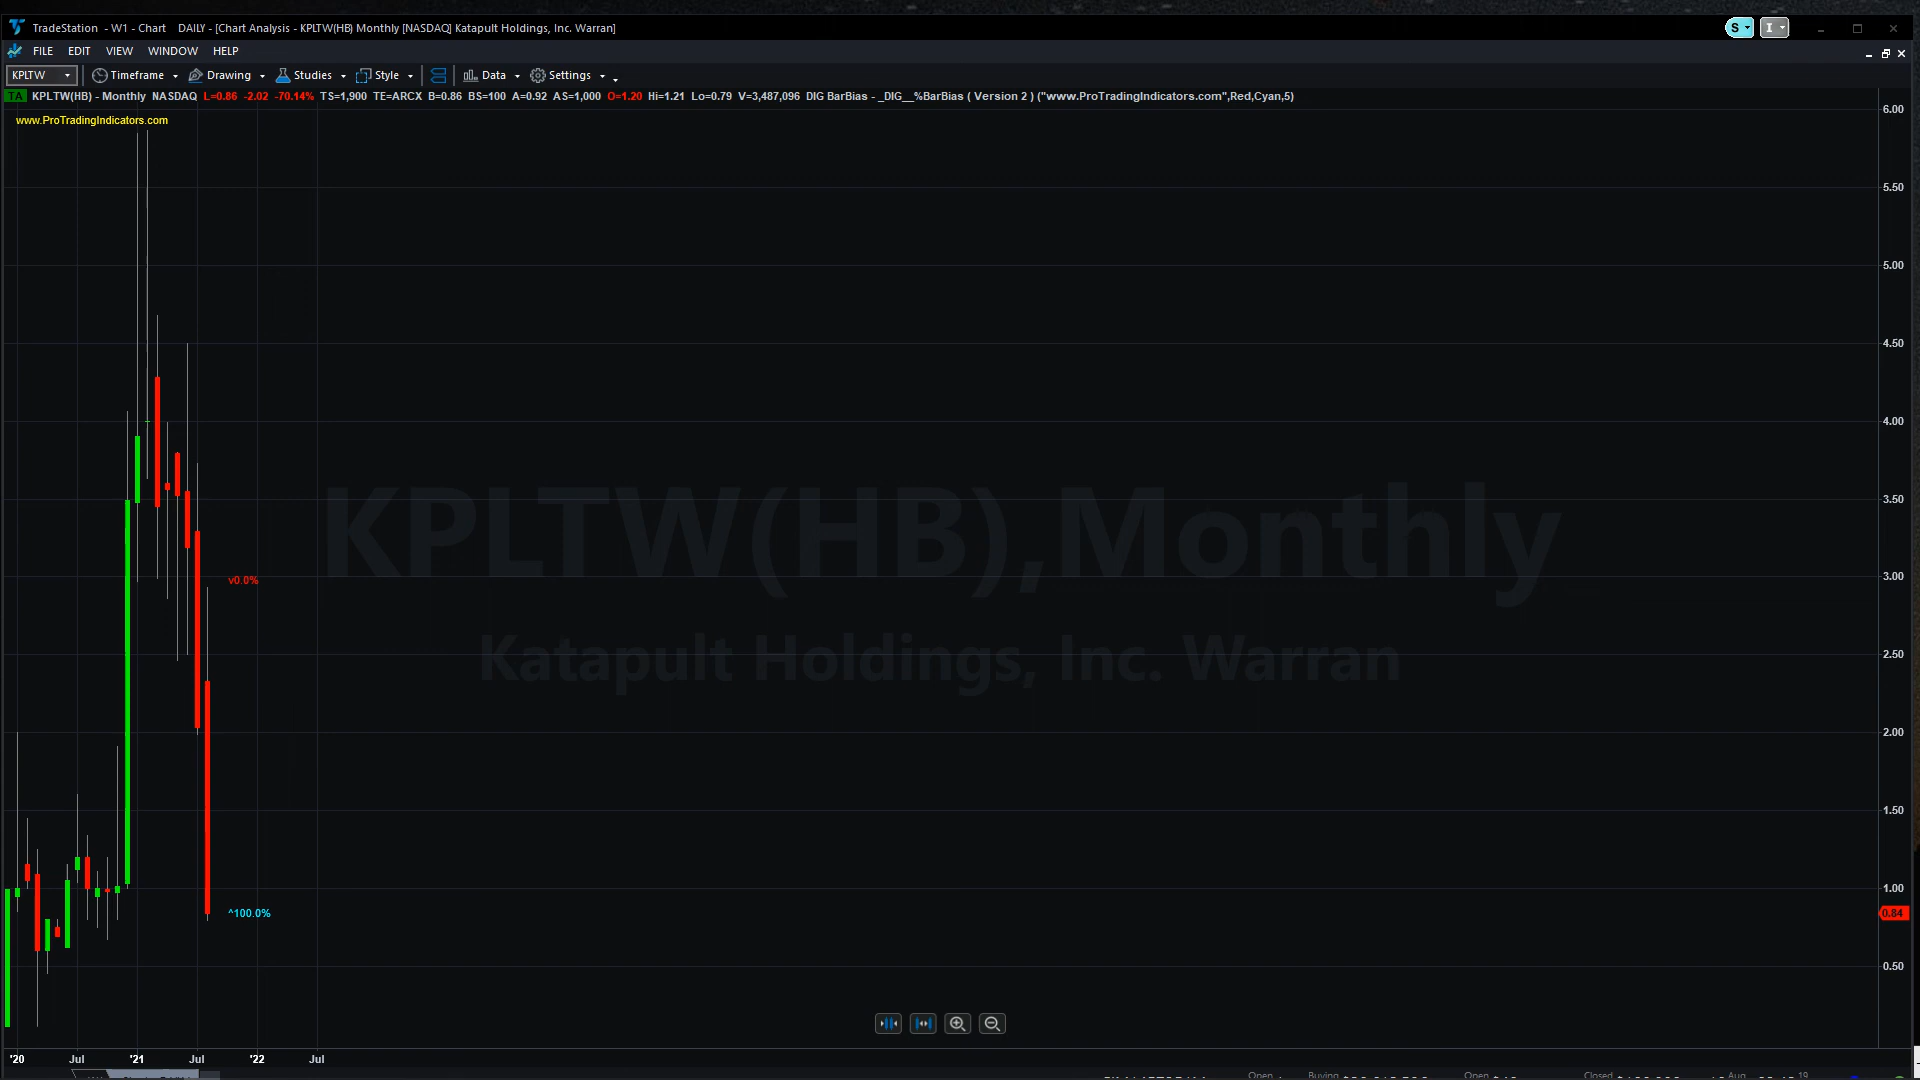 TradeStation - W1 - Chart DAILY - [Chart Analysis - KPLTW(HB) Monthly [NASDAQ] Katapult Holdings, Inc. Warran]
S I
FILE EDIT VIEW WINDOW HELP
KPLTW Timeframe Drawing Studies Style Data Settings
TA KPLTW(HB) - Monthly NASDAQ L=0.86 -2.02 -70.14% TS=1,900 TE=ARCX B=0.86 BS=100 A=0.92 AS=1,000 O=1.20 Hi=1.21 Lo=0.79 V=3,487,096 DIG BarBias - _DIG__%BarBias ( Version 2 ) ("www.ProTradingIndicators.com",Red,Cyan,5)
www.ProTradingIndicators.com
6.00
5.50
5.00
4.50
4.00
3.50
KPLTW(HB),Monthly
v0.0%
3.00
Katapult Holdings, Inc. Warran
2.50
2.00
1.50
1.00
^100.0%
0.84
0.50
'20 Jul '21 Jul '22 Jul